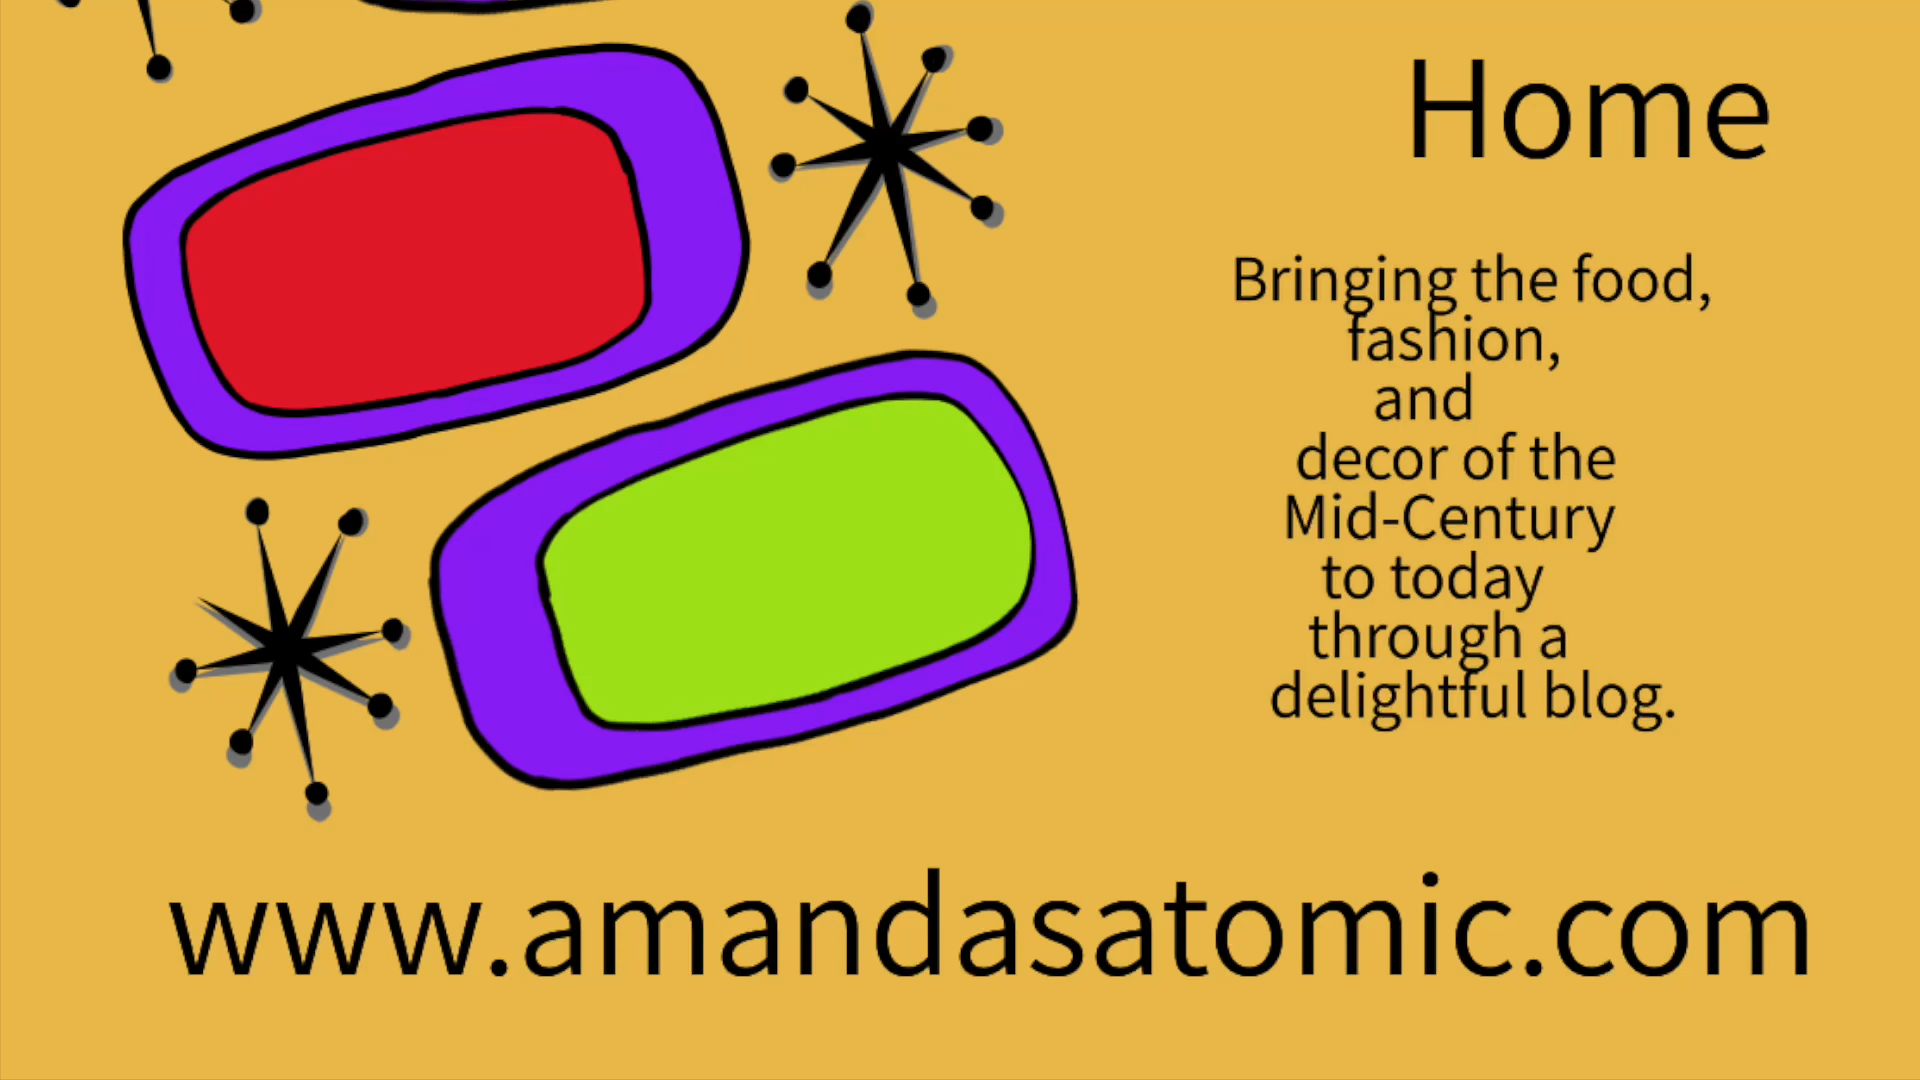 Home
Bringing the food,
fashion,
and
decor of the
Mid-Century
to today
through a
delightful blog.
www.amandasatomic.com